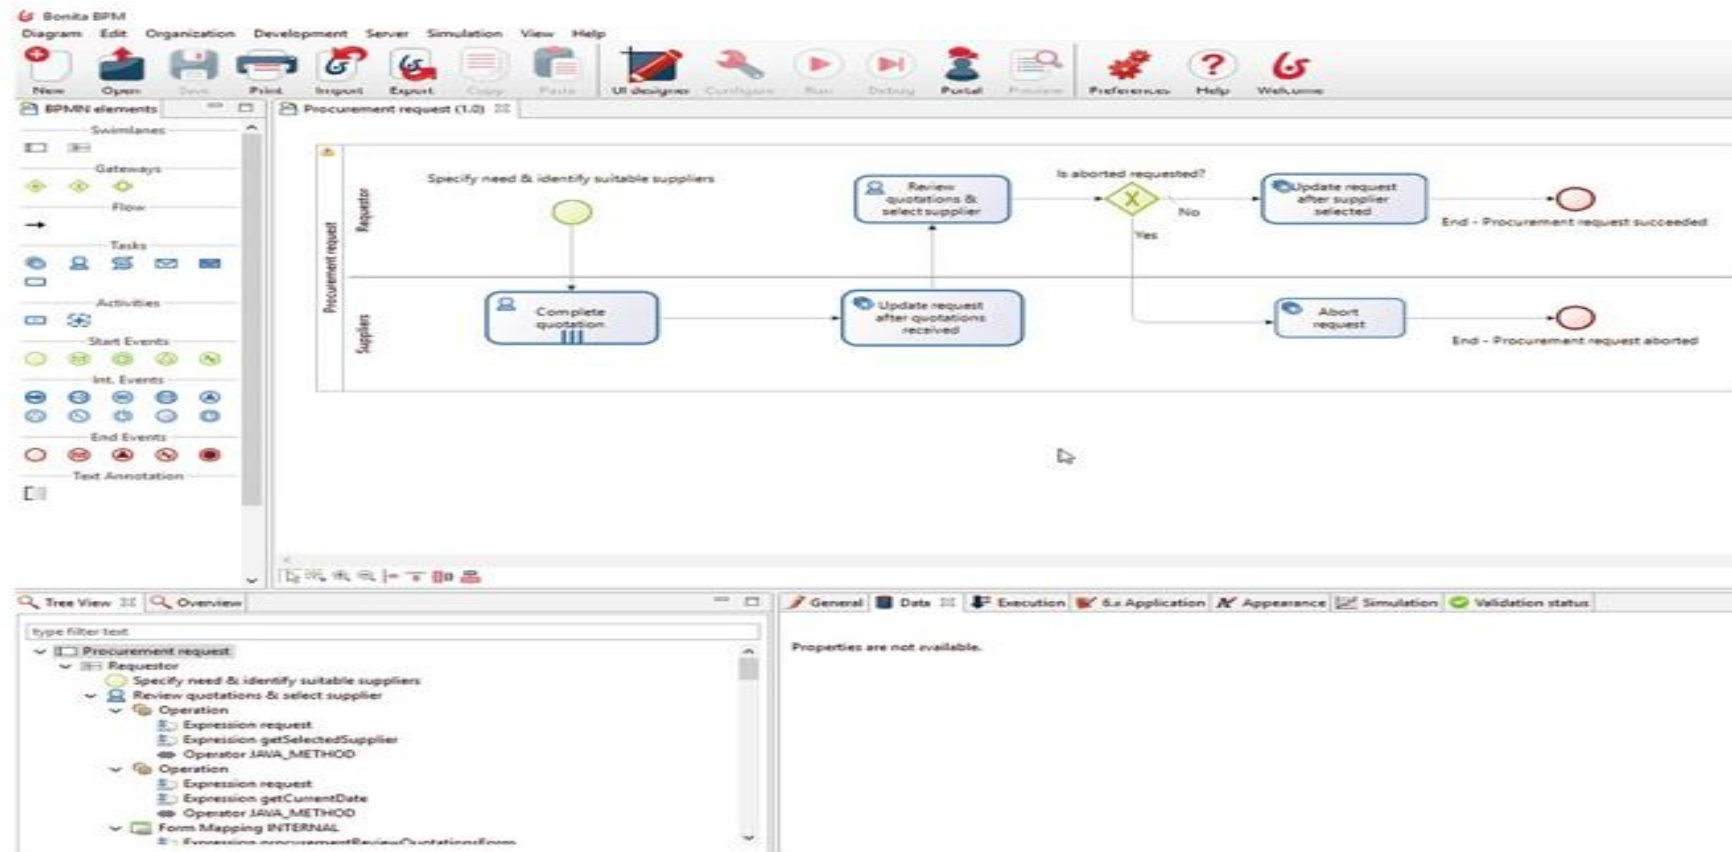 Bonita BPM
Diagram Edit Organization Development Server Simulation View Help
New Open Save Print Import Export Copy Paste UI designer Configure Run Debug Portal Preview Preferences Help Welcome
BPMN elements
Procurement request (1.0)
Swimlanes
Gateways
Flow
Tasks
Activities
Start Events
Int. Events
End Events
Text Annotation
Procurement request
Requestor
Suppliers
Specify need & identify suitable suppliers
Complete
quotation
Update request
after quotations
received
Review
quotations &
select supplier
Is aborted requested?
No
Yes
Update request
after supplier
selected
End - Procurement request succeeded
Abort
request
End - Procurement request aborted
Tree View Overview
type filter text
Procurement request
Requestor
Specify need & identify suitable suppliers
Review quotations & select supplier
Operation
Expression request
Expression getSelectedSupplier
Operator JAVA_METHOD
Operation
Expression request
Expression getCurrentDate
Operator JAVA_METHOD
Form Mapping INTERNAL
Expression procurementReviewQuotationsForm
General Data Execution 6.x Application Appearance Simulation Validation status
Properties are not available.